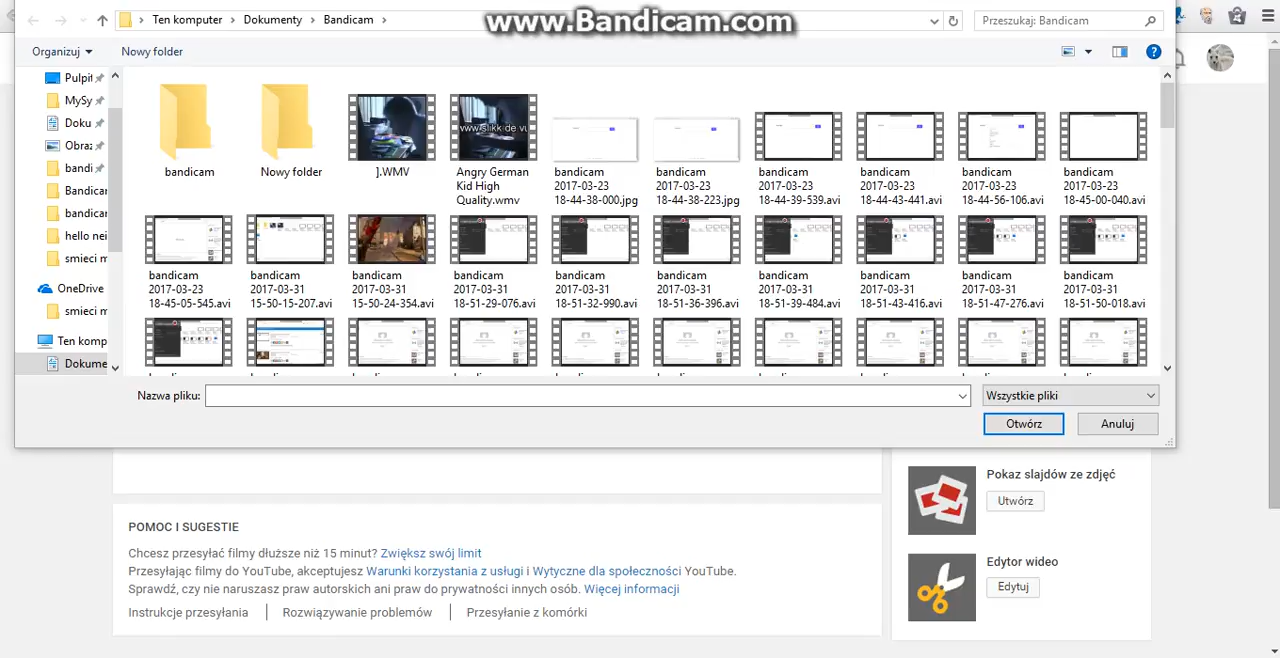 Ten komputer > Dokumenty > Bandicam >
www.Bandicam.com
Przeszukaj: Bandicam
Organizuj
Nowy folder
Pulpit
MySy
Doku
Obraz
bandi
Bandicar
bandicar
hello nei
smieci m
OneDrive
smieci m
Ten komp
Dokume
bandicam
Nowy folder
].WMV
Angry German
Kid High
Quality.wmv
www slikk de vu
bandicam
2017-03-23
18-44-38-000.jpg
bandicam
2017-03-23
18-44-38-223.jpg
bandicam
2017-03-23
18-44-39-539.avi
bandicam
2017-03-23
18-44-43-441.avi
bandicam
2017-03-23
18-44-56-106.avi
bandicam
2017-03-23
18-45-00-040.avi
bandicam
2017-03-23
18-45-05-545.avi
bandicam
2017-03-31
15-50-15-207.avi
bandicam
2017-03-31
15-50-24-354.avi
bandicam
2017-03-31
18-51-29-076.avi
bandicam
2017-03-31
18-51-32-990.avi
bandicam
2017-03-31
18-51-36-396.avi
bandicam
2017-03-31
18-51-39-484.avi
bandicam
2017-03-31
18-51-43-416.avi
bandicam
2017-03-31
18-51-47-276.avi
bandicam
2017-03-31
18-51-50-018.avi
Nazwa pliku:
Wszystkie pliki
Otwórz
Anuluj
Pokaz slajdów ze zdjęć
Utwórz
Edytor wideo
Edytuj
POMOC I SUGESTIE
Chcesz przesyłać filmy dłuższe niż 15 minut? Zwiększ swój limit
Przesyłając filmy do YouTube, akceptujesz Warunki korzystania z usługi i Wytyczne dla społeczności YouTube.
Sprawdź, czy nie naruszasz praw autorskich ani praw do prywatności innych osób. Więcej informacji
Instrukcje przesyłania | Rozwiązywanie problemów | Przesyłanie z komórki